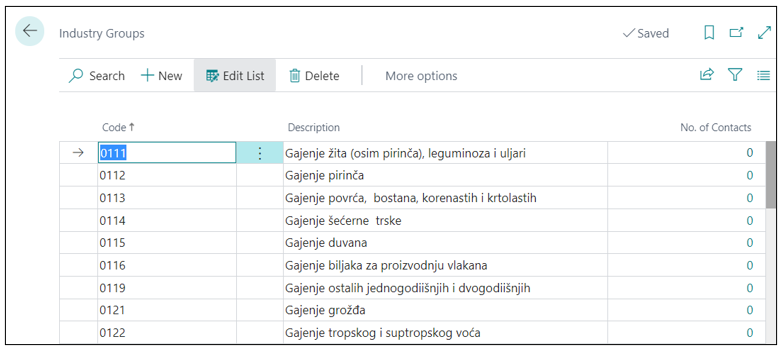 Industry Groups
Saved
Search
New
Edit List
Delete
More options
Code↑
Description
No. of Contacts
0111 Gajenje žita (osim pirinča), leguminoza i uljari 0
0112 Gajenje pirinča 0
0113 Gajenje povrća,  bostana, korenastih i krtolastih 0
0114 Gajenje šećerne  trske 0
0115 Gajenje duvana 0
0116 Gajenje biljaka za proizvodnju vlakana 0
0119 Gajenje ostalih jednogodiišnjih i dvogodiišnjih 0
0121 Gajenje grožđa 0
0122 Gajenje tropskog i suptropskog voća 0